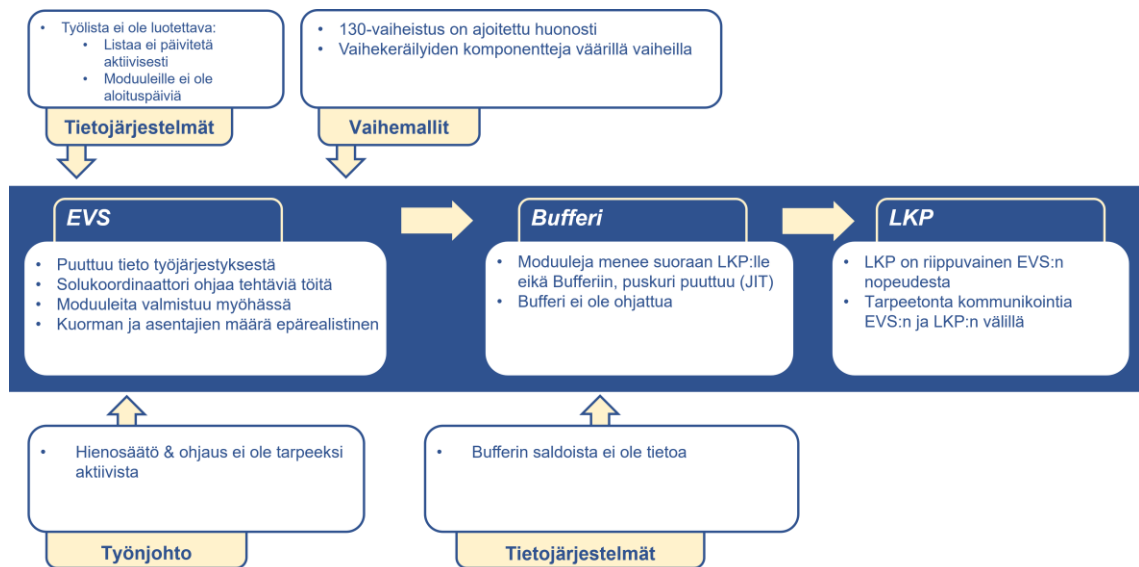 • Työlista ei ole luotettava:
• Listaa ei päivitetä
aktiivisesti
• Moduuleille ei ole
aloituspäiviä
Tietojärjestelmät
• 130-vaiheistus on ajoitettu huonosti
• Vaihekeräilyiden komponentteja väärillä vaiheilla
Vaihemallit
EVS
• Puuttuu tieto työjärjestyksestä
• Solukoordinaattori ohjaa tehtäviä töitä
• Moduuleita valmistuu myöhässä
• Kuorman ja asentajien määrä epärealistinen
Bufferi
• Moduuleja menee suoraan LKP:lle
eikä Bufferiin, puskuri puuttuu (JIT)
• Bufferi ei ole ohjattua
LKP
• LKP on riippuvainen EVS:n
nopeudesta
• Tarpeetonta kommunikointia
EVS:n ja LKP:n välillä
• Hienosäätö & ohjaus ei ole tarpeeksi
aktiivista
Työnjohto
• Bufferin saldoista ei ole tietoa
Tietojärjestelmät